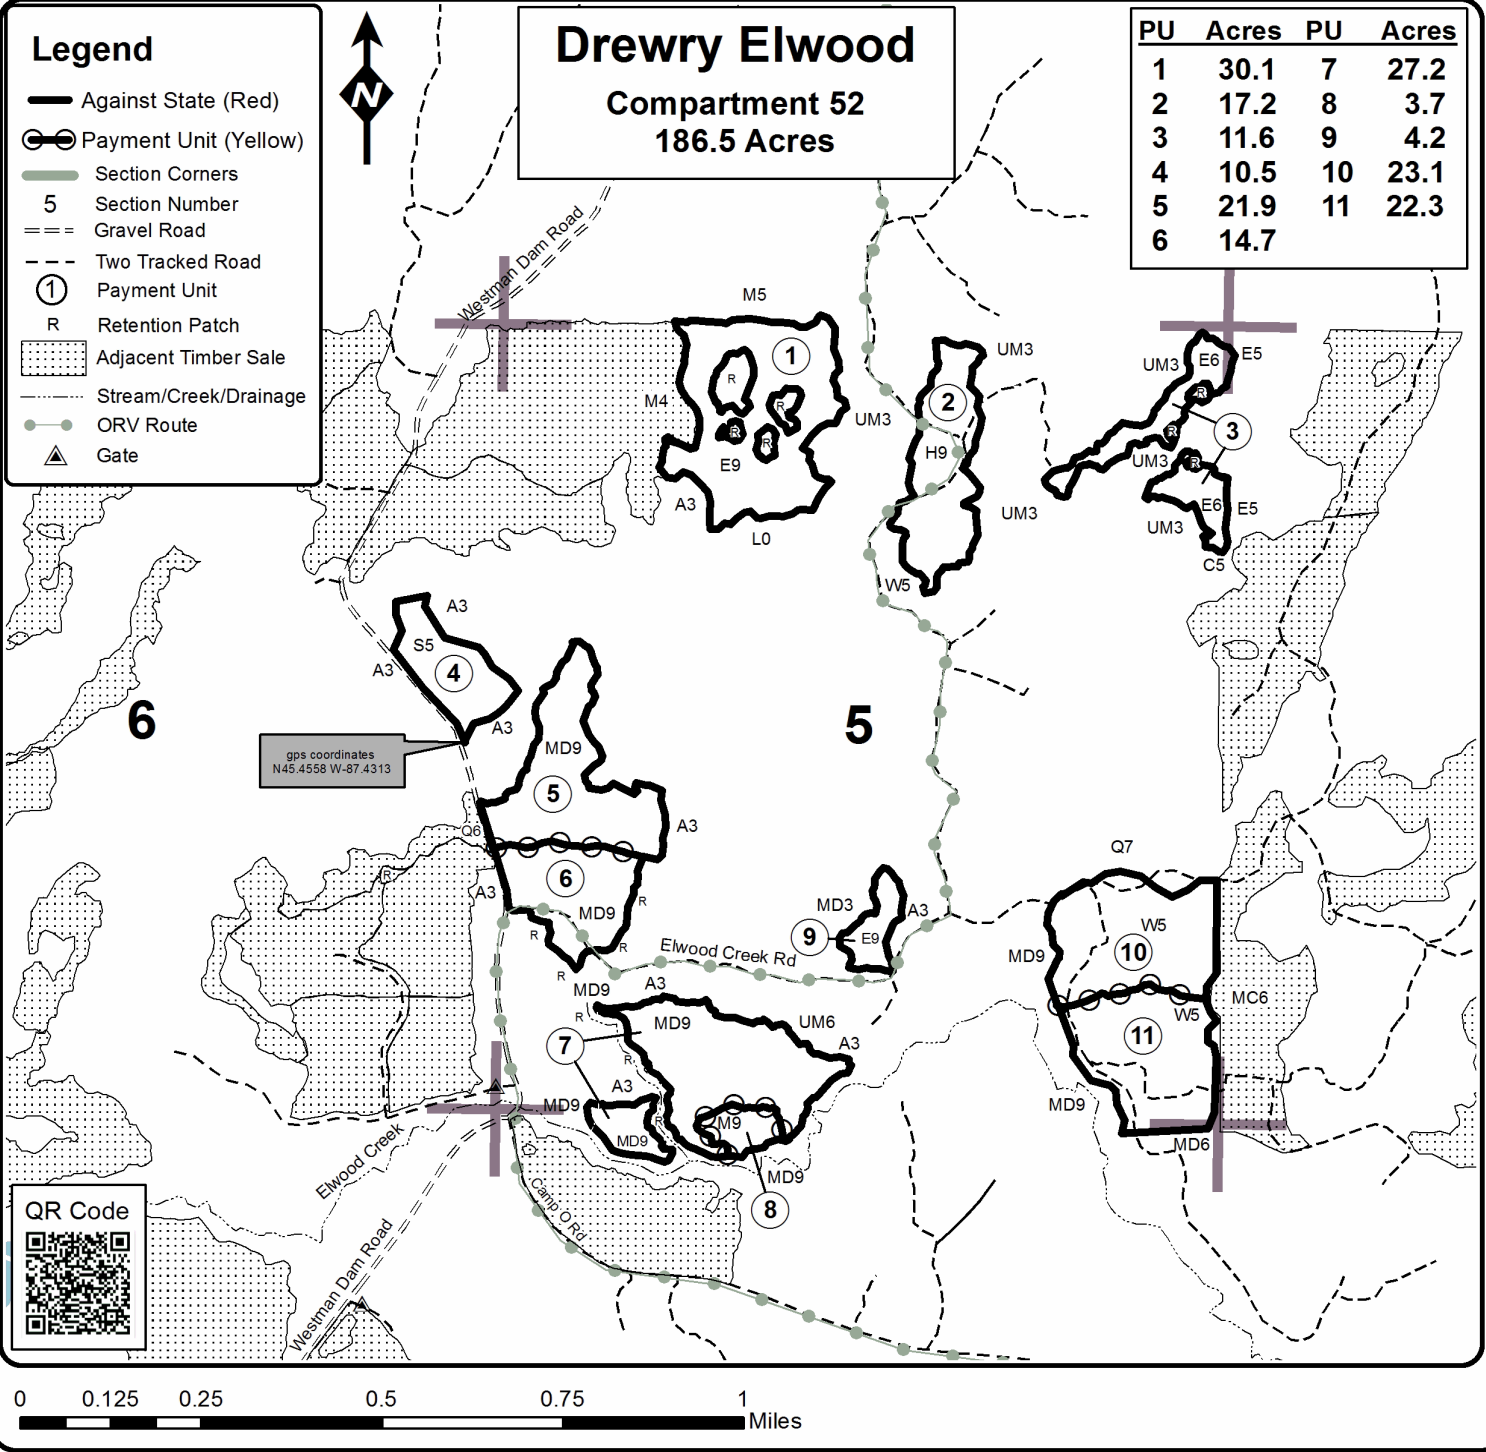 Legend
Against State (Red)
Payment Unit (Yellow)
Section Corners
5 Section Number
Gravel Road
Two Tracked Road
1 Payment Unit
R Retention Patch
Adjacent Timber Sale
Stream/Creek/Drainage
ORV Route
Gate
N
Drewry Elwood
Compartment 52
186.5 Acres
PU Acres PU Acres
1 30.1 7 27.2
2 17.2 8 3.7
3 11.6 9 4.2
4 10.5 10 23.1
5 21.9 11 22.3
6 14.7
Westman Dam Road
M5
1
R
R
R
R
M4
E9
A3
L0
UM3
2
UM3
H9
UM3
W5
UM3
E6
E5
R
3
R
UM3
R
E6
E5
UM3
C5
A3
S5
4
A3
A3
6
5
gps coordinates
N45.4558 W-87.4313
MD9
5
Q6
A3
R
6
A3
R
MD9
R
R
R
MD3
A3
9
E9
Elwood Creek Rd
Q7
W5
MD9
10
MC6
W5
11
MD9
MD6
MD9
A3
R
MD9
UM6
A3
7
R
A3
MD9
R
MD9
M9
MD9
8
Elwood Creek
Camp O Rd
Westman Dam Road
QR Code
0 0.125 0.25 0.5 0.75 1
Miles